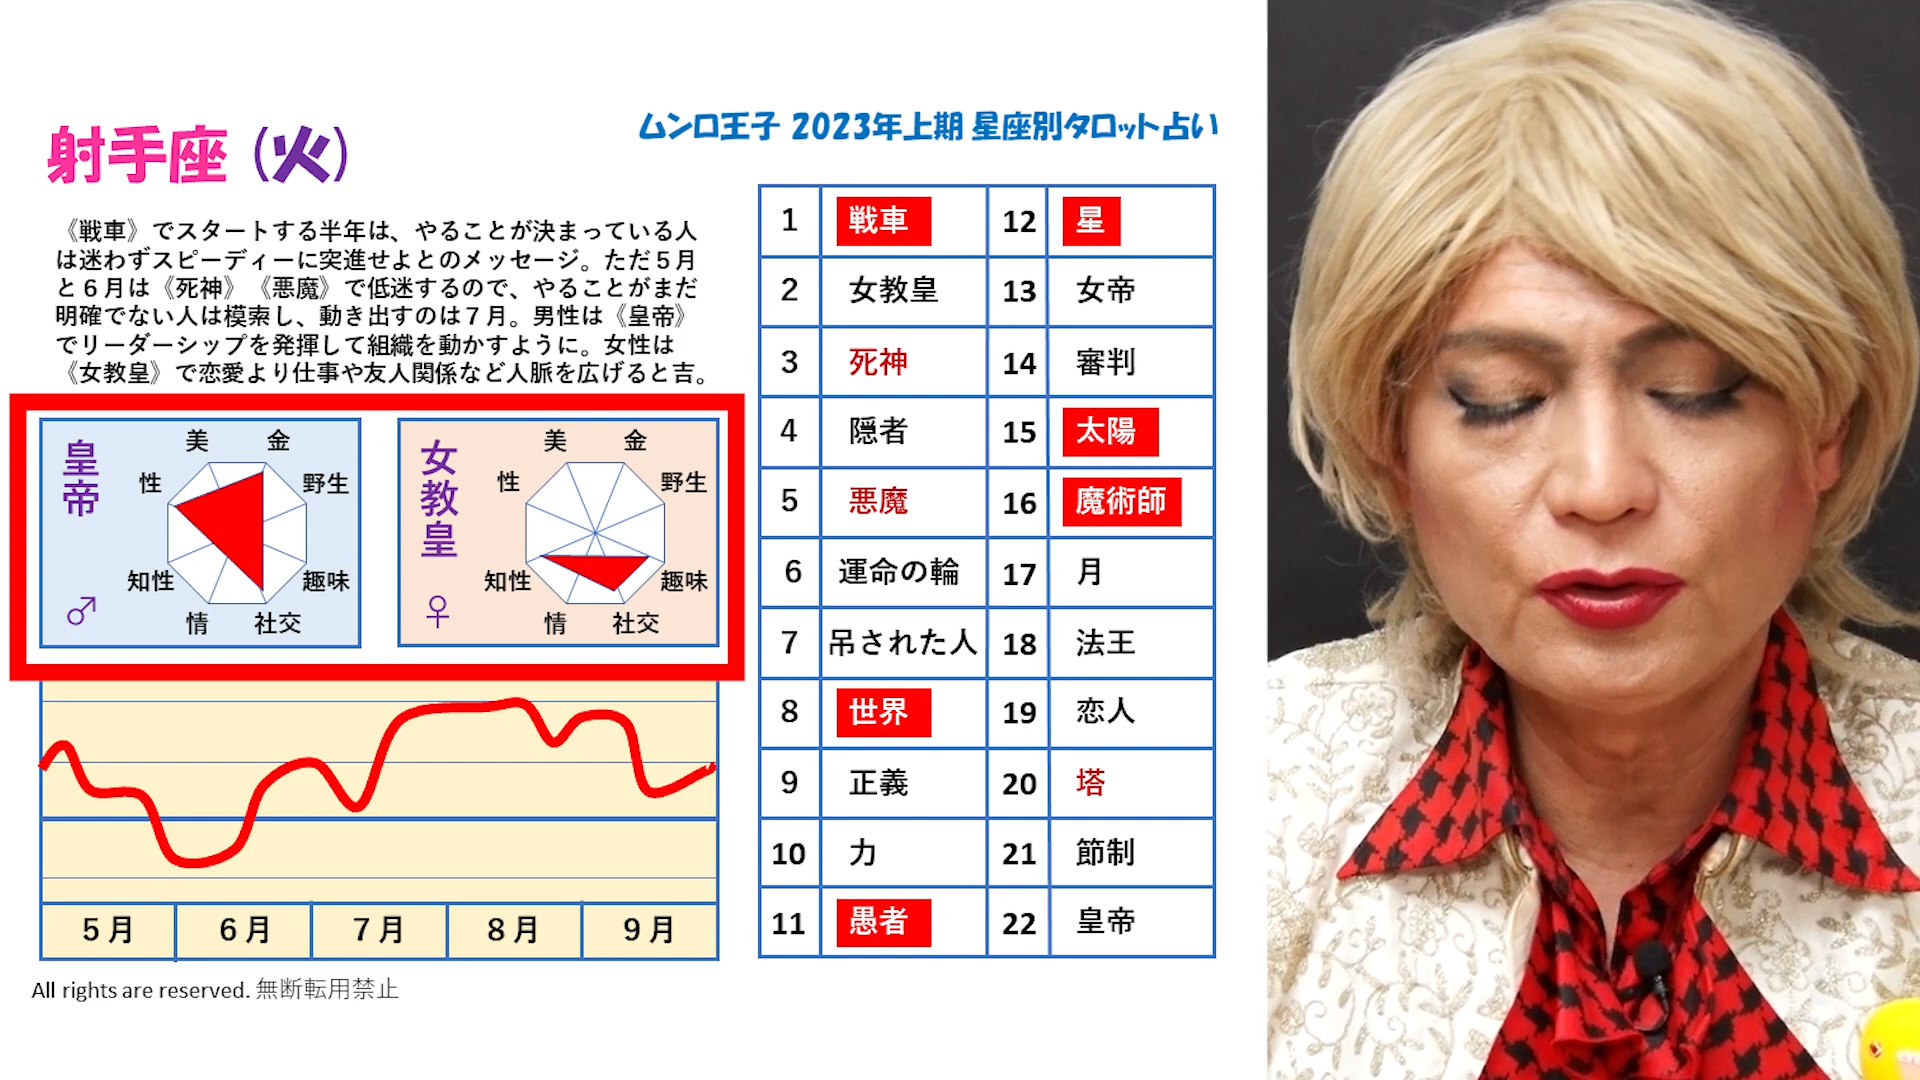 射手座（火）
ムンロ王子 2023年上期 星座別タロット占い
《戦車》でスタートする半年は、やることが決まっている人
は迷わずスピーディーに突進せよとのメッセージ。ただ５月
と６月は《死神》《悪魔》で低迷するので、やることがまだ
明確でない人は模索し、動き出すのは７月。男性は《皇帝》
でリーダーシップを発揮して組織を動かすように。女性は
《女教皇》で恋愛より仕事や友人関係など人脈を広げると吉。
皇帝
♂
美 金
性 野生
知性 趣味
情 社交
女教皇
♀
美 金
性 野生
知性 趣味
情 社交
5月 6月 7月 8月 9月
1 戦車 12 星
2 女教皇 13 女帝
3 死神 14 審判
4 隠者 15 太陽
5 悪魔 16 魔術師
6 運命の輪 17 月
7 吊された人 18 法王
8 世界 19 恋人
9 正義 20 塔
10 力 21 節制
11 愚者 22 皇帝
All rights are reserved. 無断転用禁止